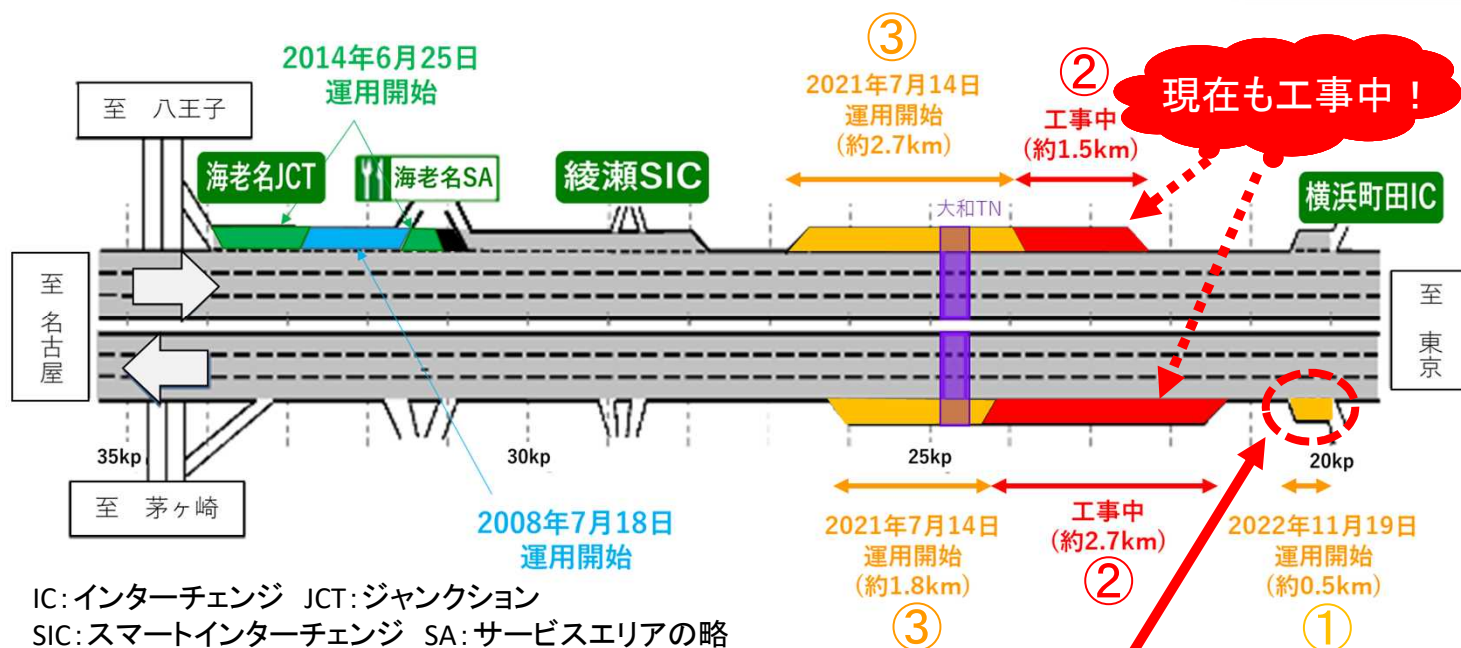 ③
2014年6月25日
運用開始
2021年7月14日
運用開始
(約2.7km)
②
工事中
(約1.5km)
現在も工事中！
至 八王子
海老名JCT
海老名SA
綾瀬SIC
大和TN
横浜町田IC
至 名古屋
至 東京
35kp
30kp
25kp
20kp
至 茅ヶ崎
2008年7月18日
運用開始
2021年7月14日
運用開始
(約1.8km)
③
工事中
(約2.7km)
②
2022年11月19日
運用開始
(約0.5km)
①
IC：インターチェンジ JCT：ジャンクション
SIC：スマートインターチェンジ SA：サービスエリアの略